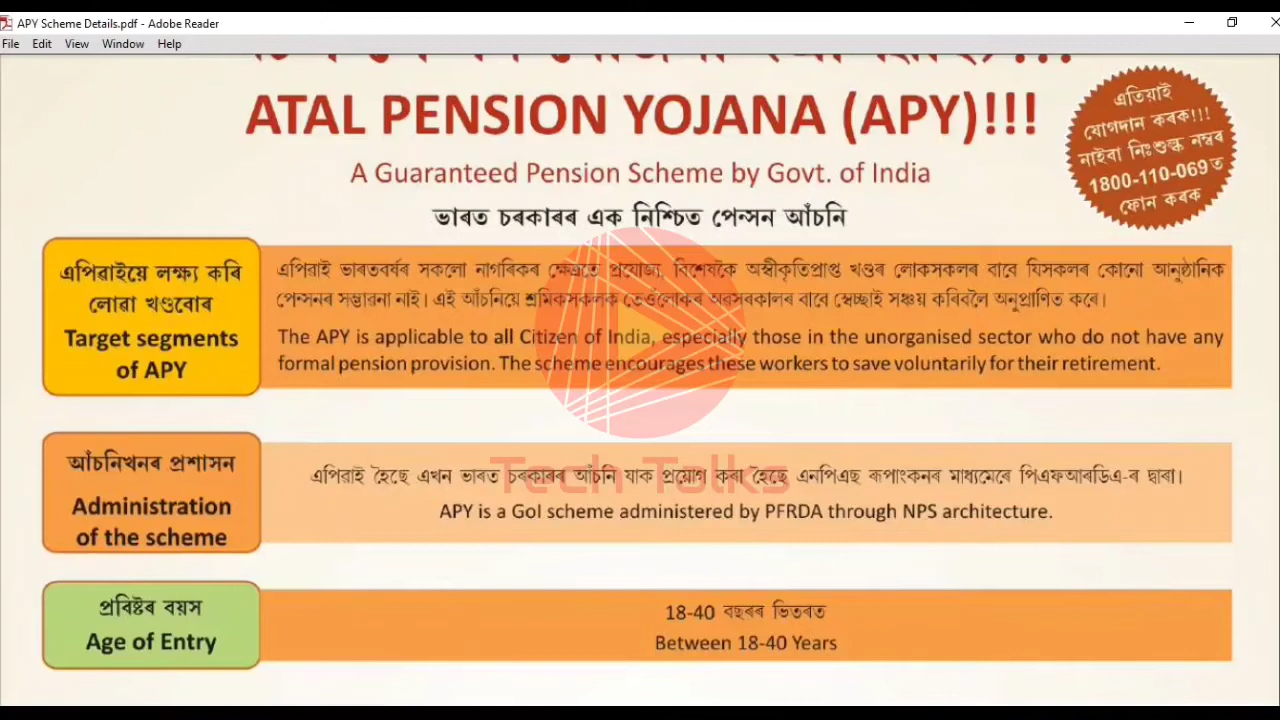 APY Scheme Details.pdf - Adobe Reader
File Edit View Window Help
ATAL PENSION YOJANA (APY)!!!
A Guaranteed Pension Scheme by Govt. of India
ভাৰত চৰকাৰৰ এক নিশ্চিত পেন্সন আঁচনি
এতিয়াই
যোগদান কৰক!!!
নাইবা নিঃশুল্ক নম্বৰ
1800-110-069 ত
ফোন কৰক
এপিৱাইয়ে লক্ষ্য কৰি
লোৱা খণ্ডবোৰ
Target segments
of APY
এপিৱাই ভাৰতবৰ্ষৰ সকলো নাগৰিকৰ ক্ষেত্ৰতে প্ৰযোজ্য, বিশেষকৈ অস্বীকৃতিপ্ৰাপ্ত খণ্ডৰ লোকসকলৰ বাবে যিসকলৰ কোনো আনুষ্ঠানিক
পেন্সনৰ সম্ভাৱনা নাই। এই আঁচনিয়ে শ্ৰমিকসকলক তেওঁলোকৰ অৱসৰকালৰ বাবে স্বেচ্ছাই সঞ্চয় কৰিবলৈ অনুপ্ৰাণিত কৰে।
The APY is applicable to all Citizen of India, especially those in the unorganised sector who do not have any
formal pension provision. The scheme encourages these workers to save voluntarily for their retirement.
আঁচনিখনৰ প্ৰশাসন
Administration
of the scheme
এপিৱাই হৈছে এখন ভাৰত চৰকাৰৰ আঁচনি যাক প্ৰয়োগ কৰা হৈছে এনপিএছ ৰূপাংকনৰ মাধ্যমেৰে পিএফআৰডিএ-ৰ দ্বাৰা।
APY is a GoI scheme administered by PFRDA through NPS architecture.
Tech Talks
প্ৰবিষ্টৰ বয়স
Age of Entry
18-40 বছৰৰ ভিতৰত
Between 18-40 Years